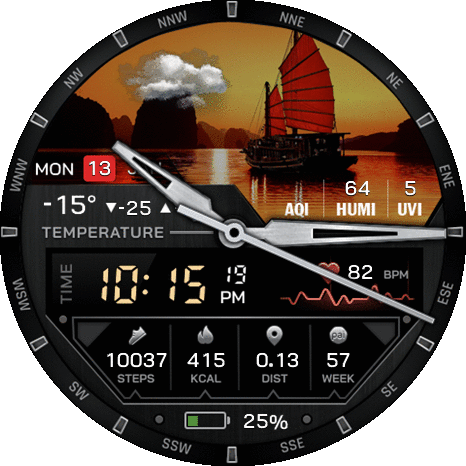 NNW NNE
NW NE
WNW ENE
MON 13
64 5
AQI HUMI UVI
-15° ▼-25 ▲
TEMPERATURE
TIME 10:15 19 PM
82 BPM
WSW ESE
10037 415 0.13 57
STEPS KCAL DIST WEEK
pai
SW SE
25%
SSW SSE